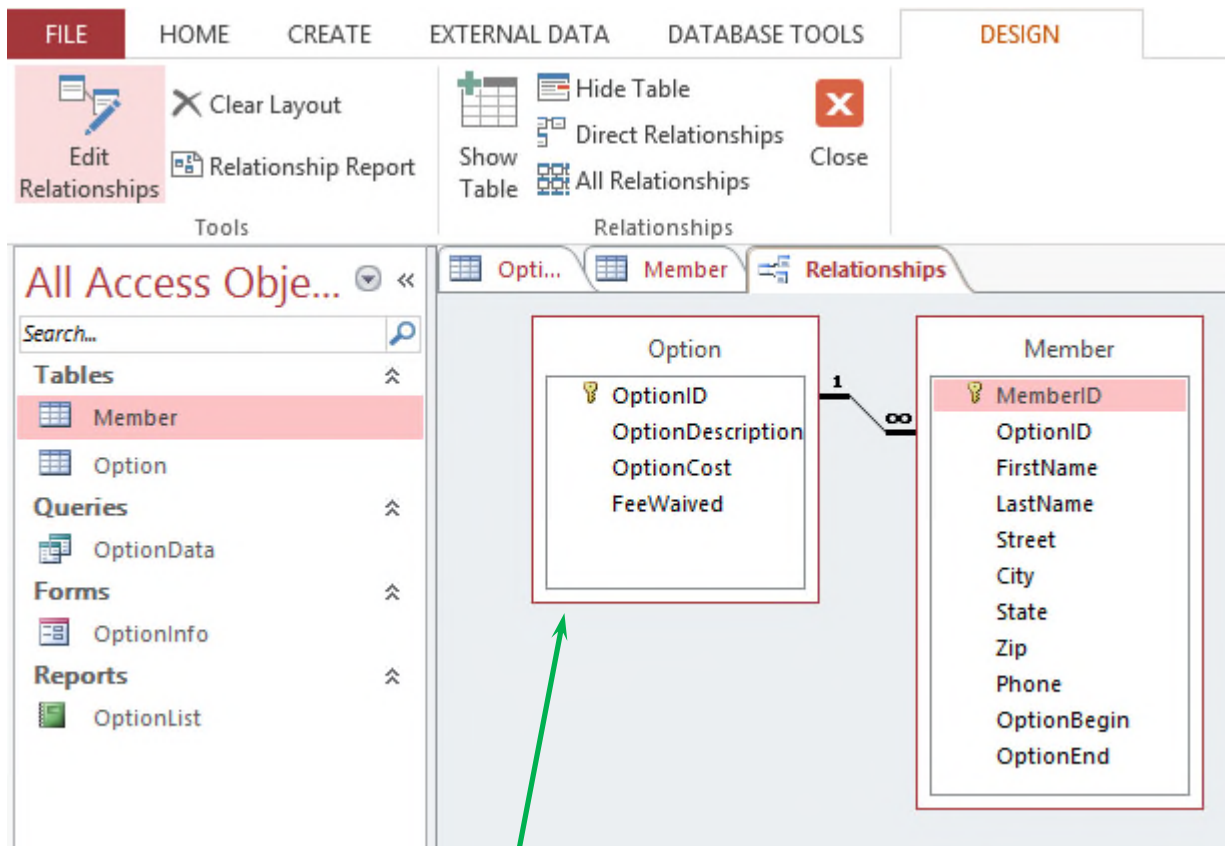 FILE HOME CREATE EXTERNAL DATA DATABASE TOOLS DESIGN
Edit
Relationships
Clear Layout
Relationship Report
Tools
Show
Table
Hide Table
Direct Relationships
All Relationships
Close
Relationships
All Access Obje... «
Search...
Tables
Member
Option
Queries
OptionData
Forms
OptionInfo
Reports
OptionList
Opti... Member Relationships
Option
OptionID
OptionDescription
OptionCost
FeeWaived
1
∞
Member
MemberID
OptionID
FirstName
LastName
Street
City
State
Zip
Phone
OptionBegin
OptionEnd